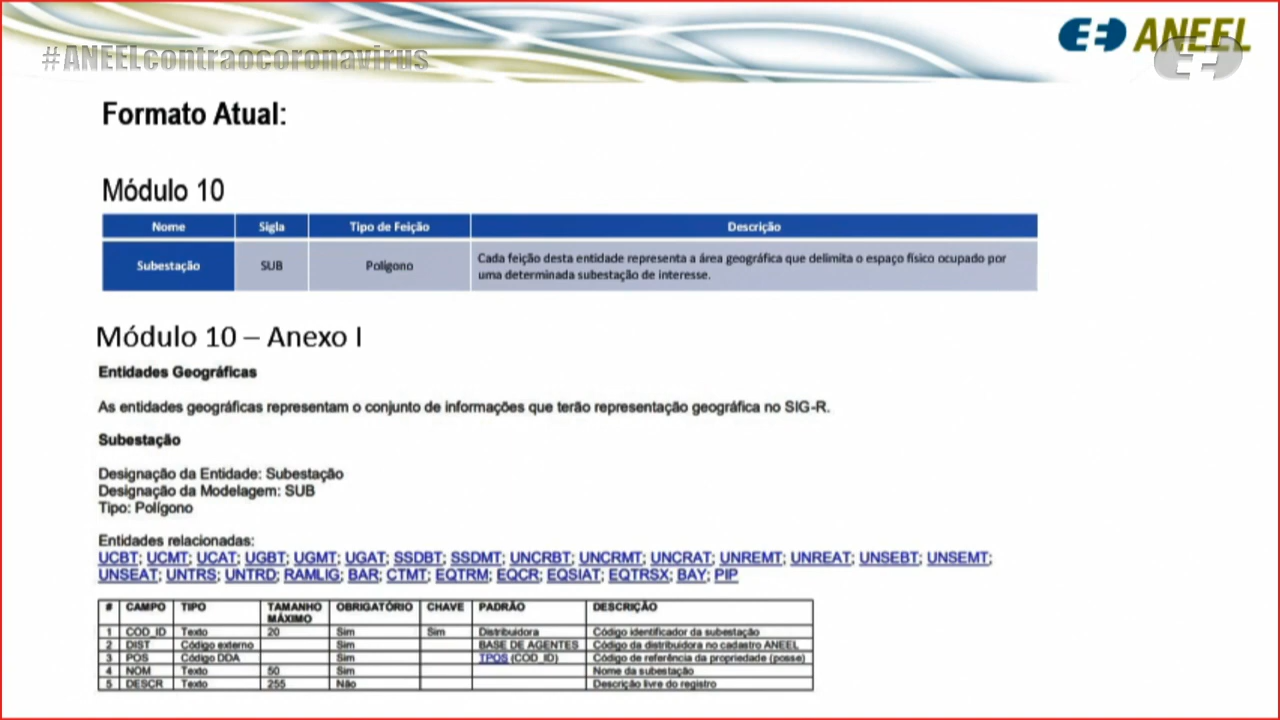 #ANEELcontraocoronavirus
ANEEL
Formato Atual:
Módulo 10
Nome Sigla Tipo de Feição Descrição
Subestação SUB Polígono Cada feição desta entidade representa a área geográfica que delimita o espaço físico ocupado por
uma determinada subestação de interesse.
Módulo 10 – Anexo I
Entidades Geográficas
As entidades geográficas representam o conjunto de informações que terão representação geográfica no SIG-R.
Subestação
Designação da Entidade: Subestação
Designação da Modelagem: SUB
Tipo: Polígono
Entidades relacionadas:
UCBT; UCMT; UCAT; UGBT; UGMT; UGAT; SSDBT; SSDMT; UNCRBT; UNCRMT; UNCRAT; UNREMT; UNREAT; UNSEBT; UNSEMT;
UNSEAT; UNTRS; UNTRD; RAMLIG; BAR; CTMT; EQTRM; EQCR; EQSIAT; EQTRSX; BAY; PIP
# CAMPO TIPO TAMANHO MÁXIMO OBRIGATÓRIO CHAVE PADRÃO DESCRIÇÃO
1 COD_ID Texto 20 Sim Sim Distribuidora Código identificador da subestação
2 DIST Código externo Sim BASE DE AGENTES Código da distribuidora no cadastro ANEEL
3 POS Código DDA Sim TPOS (COD_ID) Código de referência da propriedade (posse)
4 NOM Texto 50 Sim Nome da subestação
5 DESCR Texto 255 Não Descrição livre do registro